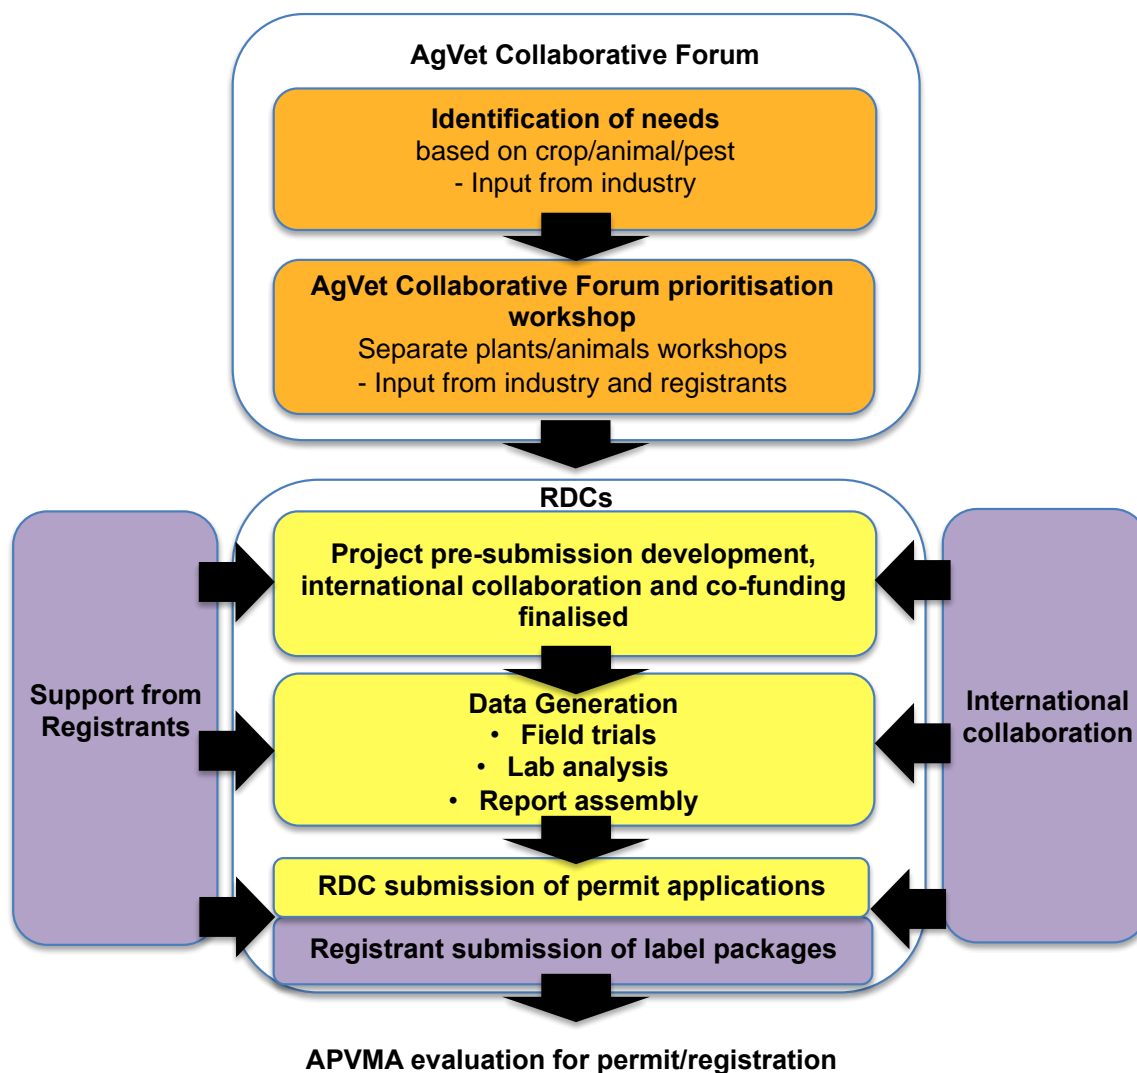 AgVet Collaborative Forum
Identification of needs
based on crop/animal/pest
- Input from industry
AgVet Collaborative Forum prioritisation
workshop
Separate plants/animals workshops
- Input from industry and registrants
RDCs
Project pre-submission development,
international collaboration and co-funding
finalised
Support from
Registrants
Data Generation
• Field trials
• Lab analysis
• Report assembly
International
collaboration
RDC submission of permit applications
Registrant submission of label packages
APVMA evaluation for permit/registration